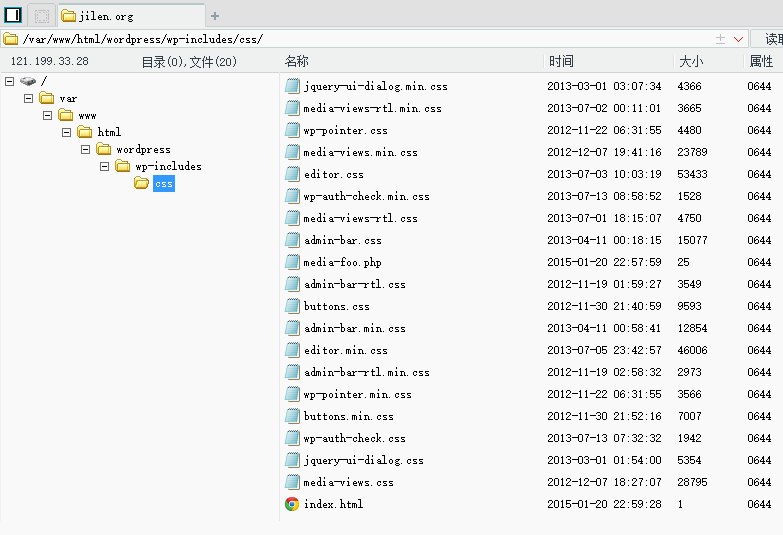 jilen.org
/var/www/html/wordpress/wp-includes/css/ 读取
121.199.33.28 目录(0),文件(20) 名称 时间 大小 属性
/
var
www
html
wordpress
wp-includes
css
jquery-ui-dialog.min.css 2013-03-01 03:07:34 4366 0644
media-views-rtl.min.css 2013-07-02 00:11:01 3665 0644
wp-pointer.css 2012-11-22 06:31:55 4480 0644
media-views.min.css 2012-12-07 19:41:16 23789 0644
editor.css 2013-07-03 10:03:19 53433 0644
wp-auth-check.min.css 2013-07-13 08:58:52 1528 0644
media-views-rtl.css 2013-07-01 18:15:07 4750 0644
admin-bar.css 2013-04-11 00:18:15 15077 0644
media-foo.php 2015-01-20 22:57:59 25 0644
admin-bar-rtl.css 2012-11-19 01:59:27 3549 0644
buttons.css 2012-11-30 21:40:59 9593 0644
admin-bar.min.css 2013-04-11 00:58:41 12854 0644
editor.min.css 2013-07-05 23:42:57 46006 0644
admin-bar-rtl.min.css 2012-11-19 02:58:32 2973 0644
wp-pointer.min.css 2012-11-22 06:31:55 3566 0644
buttons.min.css 2012-11-30 21:52:16 7007 0644
wp-auth-check.css 2013-07-13 07:32:32 1942 0644
jquery-ui-dialog.css 2013-03-01 01:54:00 5354 0644
media-views.css 2012-12-07 18:27:07 28795 0644
index.html 2015-01-20 22:59:28 1 0644